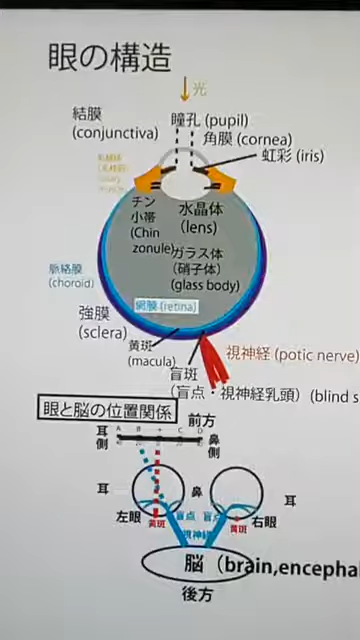 眼の構造
光
結膜
(conjunctiva)
瞳孔 (pupil)
角膜 (cornea)
虹彩 (iris)
チン
小帯
(Chin
zonule)
水晶体
(lens)
ガラス体
（硝子体）
(glass body)
脈絡膜
(choroid)
網膜 (retina)
強膜
(sclera)
黄斑
(macula)
視神経 (potic nerve)
盲斑
（盲点・視神経乳頭）(blind s
眼と脳の位置関係
前方
耳側
A B + C D
鼻側
耳
鼻
耳
左眼
黄斑
盲点
盲点
黄斑
右眼
視神経
脳（brain,encepha
後方